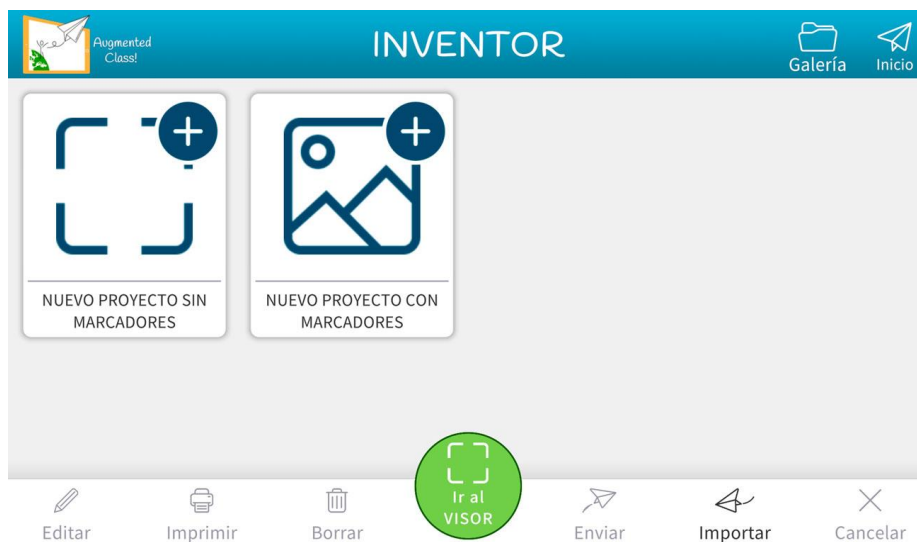 Augmented
Class!
INVENTOR
Galería
Inicio
NUEVO PROYECTO SIN
MARCADORES
NUEVO PROYECTO CON
MARCADORES
Ir al
VISOR
Editar
Imprimir
Borrar
Enviar
Importar
Cancelar